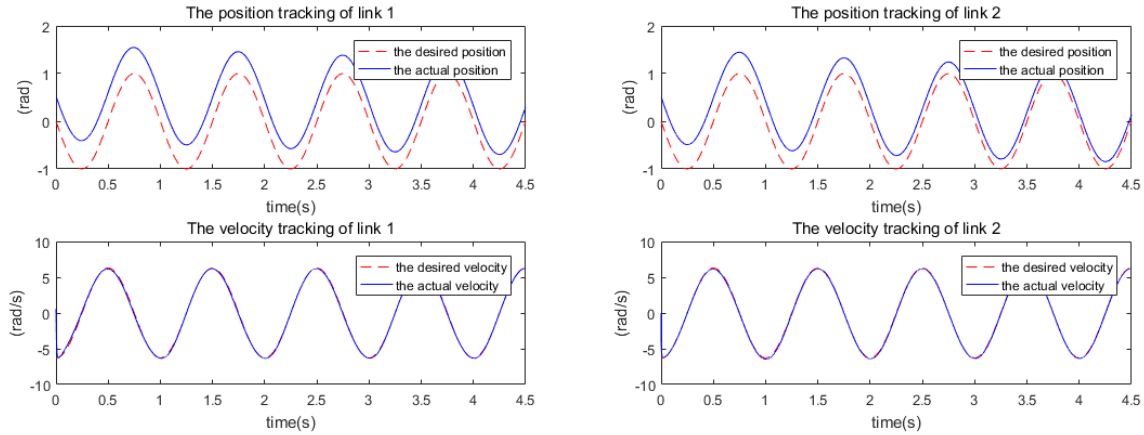 The position tracking of link 1
2
1
0
-1
(rad)
the desired position
the actual position
0 0.5 1 1.5 2 2.5 3 3.5 4 4.5
time(s)
The position tracking of link 2
2
1
0
-1
(rad)
the desired position
the actual position
0 0.5 1 1.5 2 2.5 3 3.5 4 4.5
time(s)
The velocity tracking of link 1
10
5
0
-5
-10
(rad/s)
the desired velocity
the actual velocity
0 0.5 1 1.5 2 2.5 3 3.5 4 4.5
time(s)
The velocity tracking of link 2
10
5
0
-5
-10
(rad/s)
the desired velocity
the actual velocity
0 0.5 1 1.5 2 2.5 3 3.5 4 4.5
time(s)